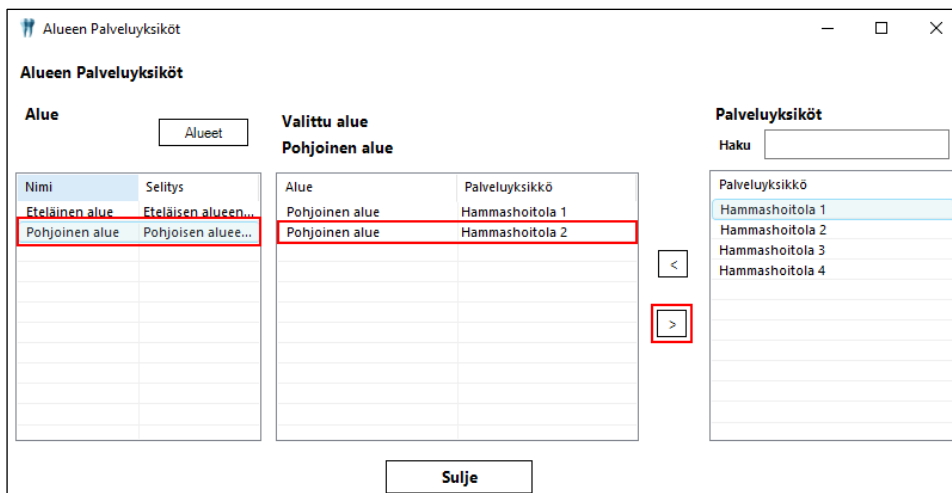 Alueen Palveluyksiköt
Alueen Palveluyksiköt
Alue
Alueet
Nimi Selitys
Eteläinen alue Eteläisen alueen...
Pohjoinen alue Pohjoisen aluee...
Valittu alue
Pohjoinen alue
Alue Palveluyksikkö
Pohjoinen alue Hammashoitola 1
Pohjoinen alue Hammashoitola 2
<
>
Palveluyksiköt
Haku
Palveluyksikkö
Hammashoitola 1
Hammashoitola 2
Hammashoitola 3
Hammashoitola 4
Sulje